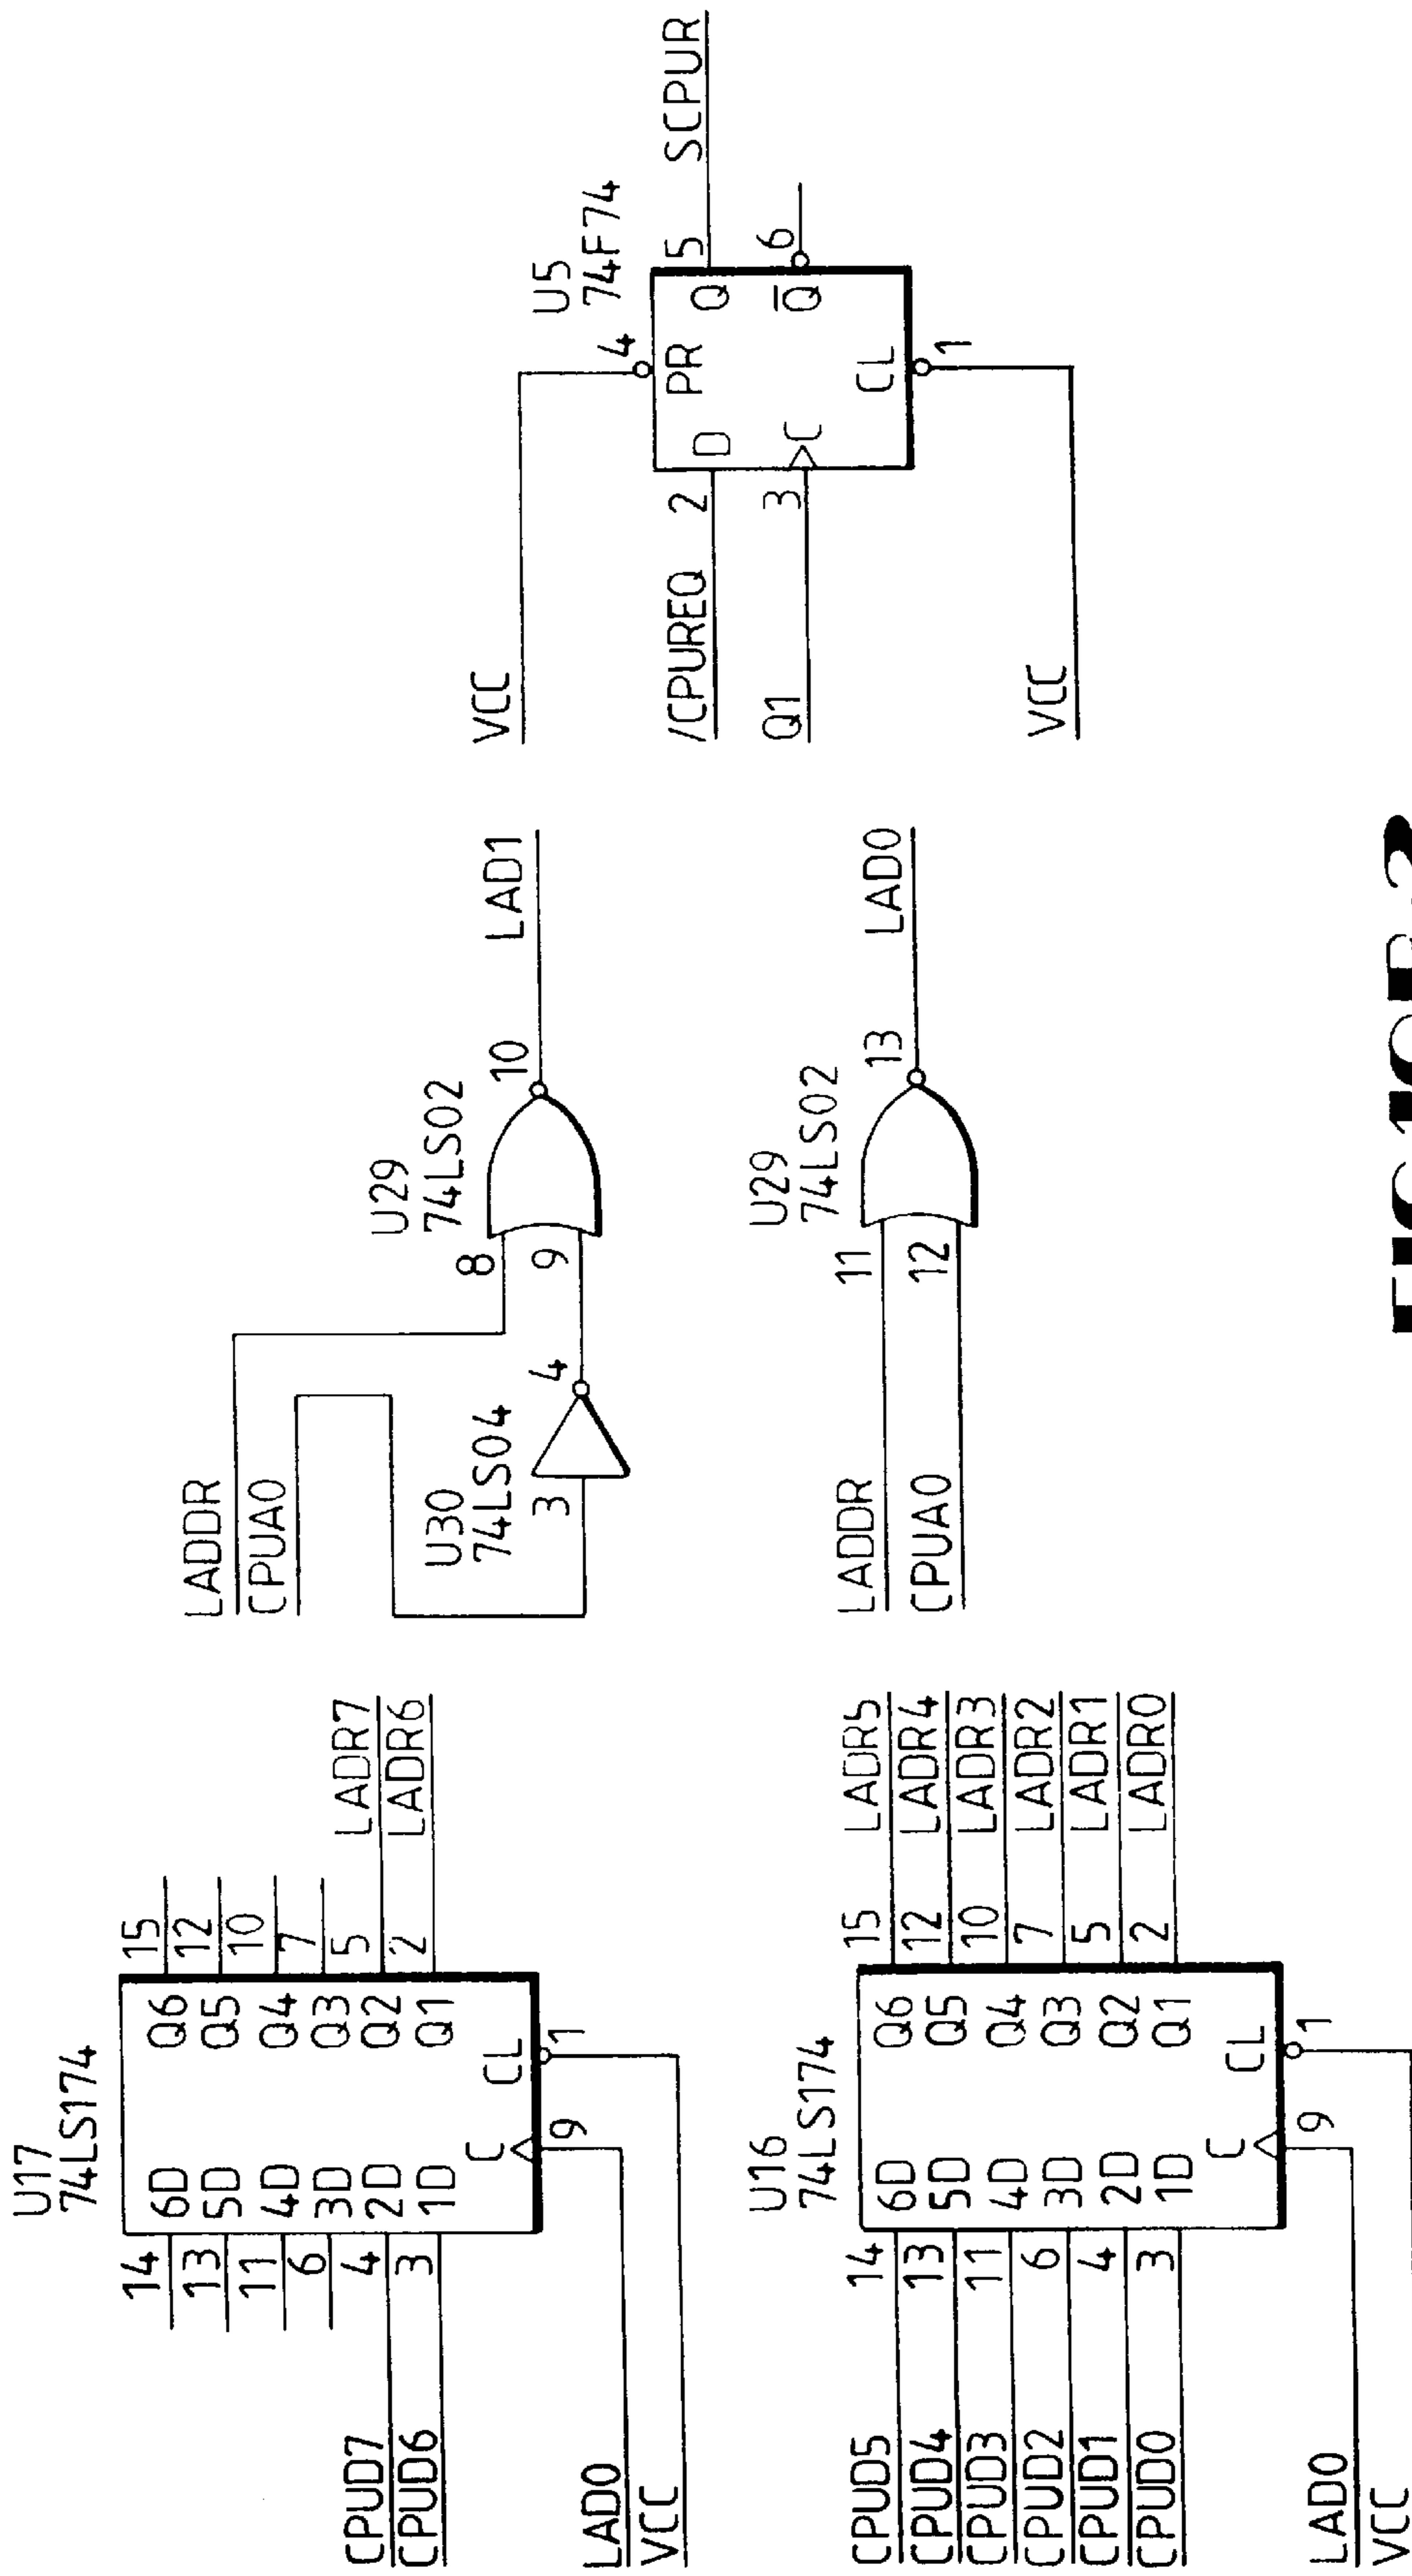 U17
74LS174
14 6D Q6 15
13 5D Q5 12
11 4D Q4 10
6 3D Q3 7
CPUD7 4 2D Q2 5 LADR7
CPUD6 3 1D Q1 2 LADR6
C CL
9 1
LAD0
VCC
U16
74LS174
CPUD5 14 6D Q6 15 LADR5
CPUD4 13 5D Q5 12 LADR4
CPUD3 11 4D Q4 10 LADR3
CPUD2 6 3D Q3 7 LADR2
CPUD1 4 2D Q2 5 LADR1
CPUD0 3 1D Q1 2 LADR0
C CL
9 1
LAD0
VCC
LADDR
CPUA0
U30
74LS04
3 4
U29
74LS02
8
9
10 LAD1
U29
74LS02
LADDR 11
CPUA0 12
13 LAD0
U5
74F74
VCC 4
PR
/CPUREQ 2 D Q 5 SCPUR
Q1 3 C Q̅ 6
CL
1
VCC